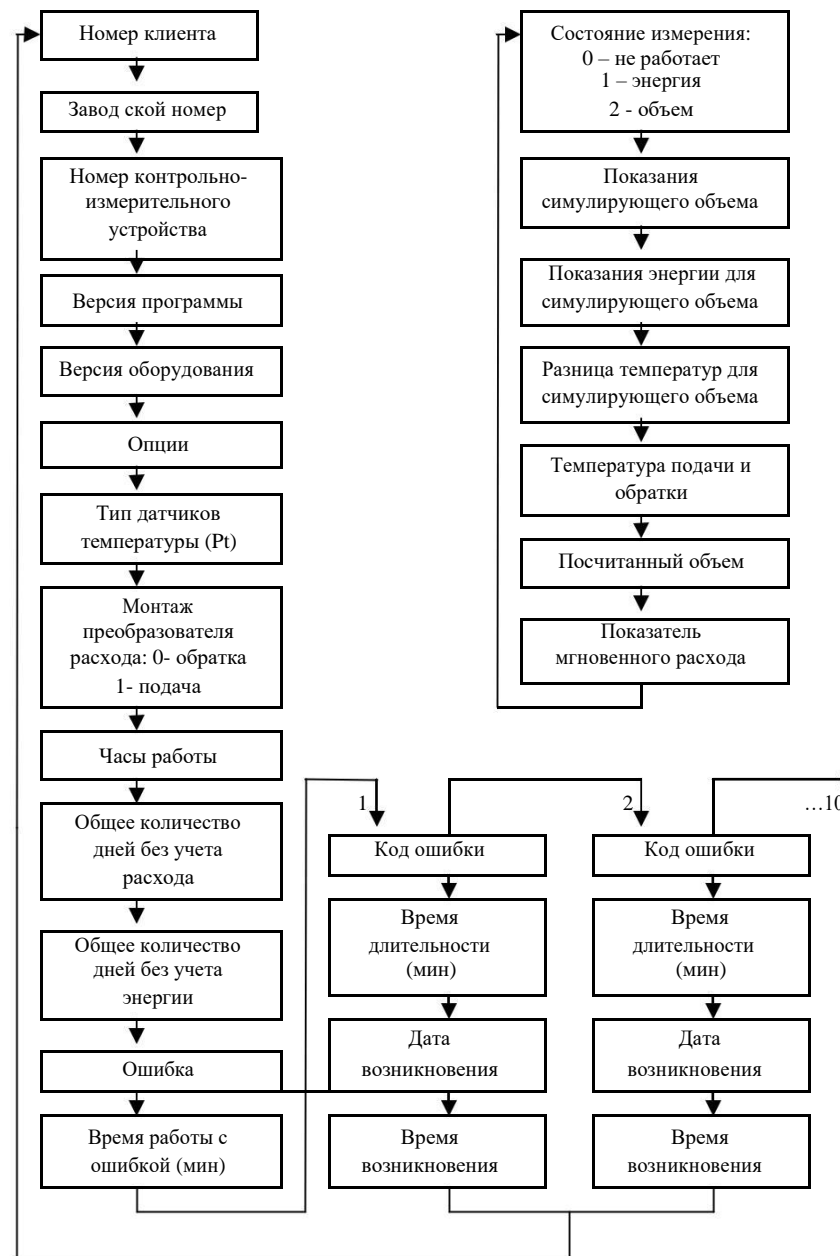 Номер клиента
Завод ской номер
Номер контрольно-
измерительного
устройства
Версия программы
Версия оборудования
Опции
Тип датчиков
температуры (Pt)
Монтаж
преобразователя
расхода: 0- обратка
1- подача
Часы работы
Общее количество
дней без учета
расхода
Общее количество
дней без учета
энергии
Ошибка
Время работы с
ошибкой (мин)
Состояние измерения:
0 – не работает
1 – энергия
2 - объем
Показания
симулирующего объема
Показания энергии для
симулирующего объема
Разница температур для
симулирующего объема
Температура подачи и
обратки
Посчитанный объем
Показатель
мгновенного расхода
1
Код ошибки
Время
длительности
(мин)
Дата
возникновения
Время
возникновения
2
Код ошибки
Время
длительности
(мин)
Дата
возникновения
Время
возникновения
...10